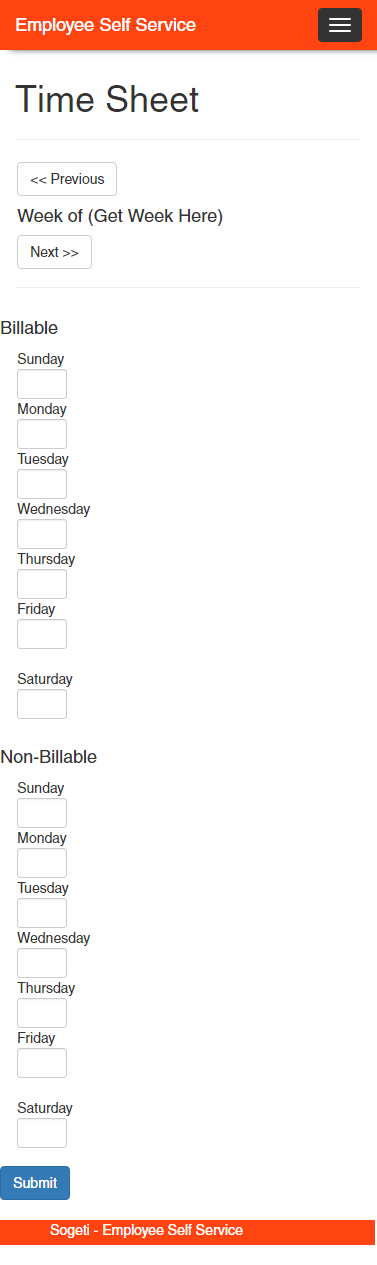 Employee Self Service
Time Sheet
<< Previous
Week of (Get Week Here)
Next >>
Billable
Sunday
Monday
Tuesday
Wednesday
Thursday
Friday
Saturday
Non-Billable
Sunday
Monday
Tuesday
Wednesday
Thursday
Friday
Saturday
Submit
Sogeti - Employee Self Service